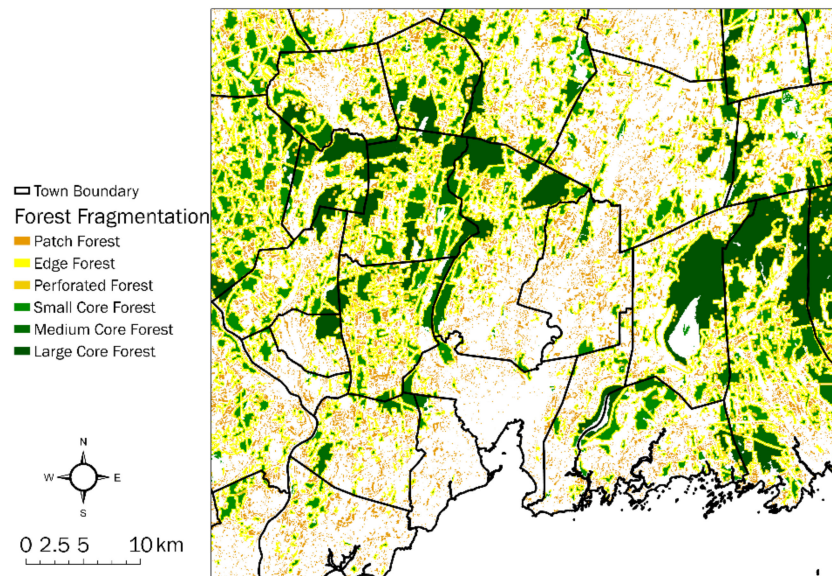 Town Boundary
Forest Fragmentation
Patch Forest
Edge Forest
Perforated Forest
Small Core Forest
Medium Core Forest
Large Core Forest
N
W E
S
0 2.5 5 10 km